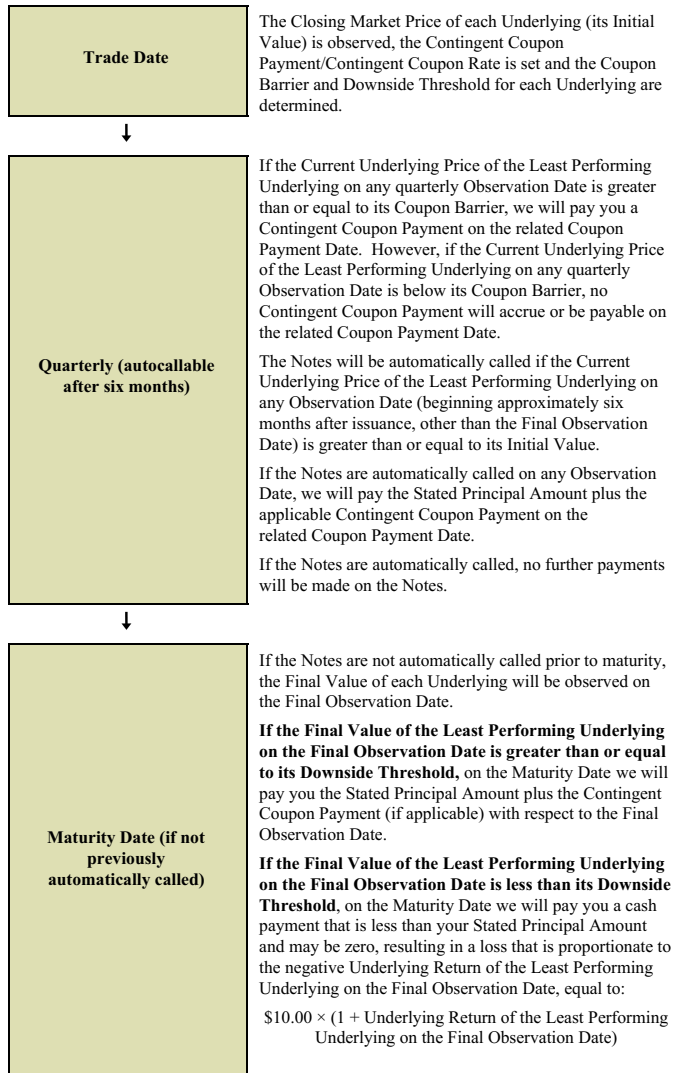 Trade Date
The Closing Market Price of each Underlying (its Initial
Value) is observed, the Contingent Coupon
Payment/Contingent Coupon Rate is set and the Coupon
Barrier and Downside Threshold for each Underlying are
determined.
Quarterly (autocallable
after six months)
If the Current Underlying Price of the Least Performing
Underlying on any quarterly Observation Date is greater
than or equal to its Coupon Barrier, we will pay you a
Contingent Coupon Payment on the related Coupon
Payment Date. However, if the Current Underlying Price
of the Least Performing Underlying on any quarterly
Observation Date is below its Coupon Barrier, no
Contingent Coupon Payment will accrue or be payable on
the related Coupon Payment Date.
The Notes will be automatically called if the Current
Underlying Price of the Least Performing Underlying on
any Observation Date (beginning approximately six
months after issuance, other than the Final Observation
Date) is greater than or equal to its Initial Value.
If the Notes are automatically called on any Observation
Date, we will pay the Stated Principal Amount plus the
applicable Contingent Coupon Payment on the
related Coupon Payment Date.
If the Notes are automatically called, no further payments
will be made on the Notes.
Maturity Date (if not
previously
automatically called)
If the Notes are not automatically called prior to maturity,
the Final Value of each Underlying will be observed on
the Final Observation Date.
If the Final Value of the Least Performing Underlying
on the Final Observation Date is greater than or equal
to its Downside Threshold, on the Maturity Date we will
pay you the Stated Principal Amount plus the Contingent
Coupon Payment (if applicable) with respect to the Final
Observation Date.
If the Final Value of the Least Performing Underlying
on the Final Observation Date is less than its Downside
Threshold, on the Maturity Date we will pay you a cash
payment that is less than your Stated Principal Amount
and may be zero, resulting in a loss that is proportionate to
the negative Underlying Return of the Least Performing
Underlying on the Final Observation Date, equal to:
$10.00 × (1 + Underlying Return of the Least Performing
Underlying on the Final Observation Date)